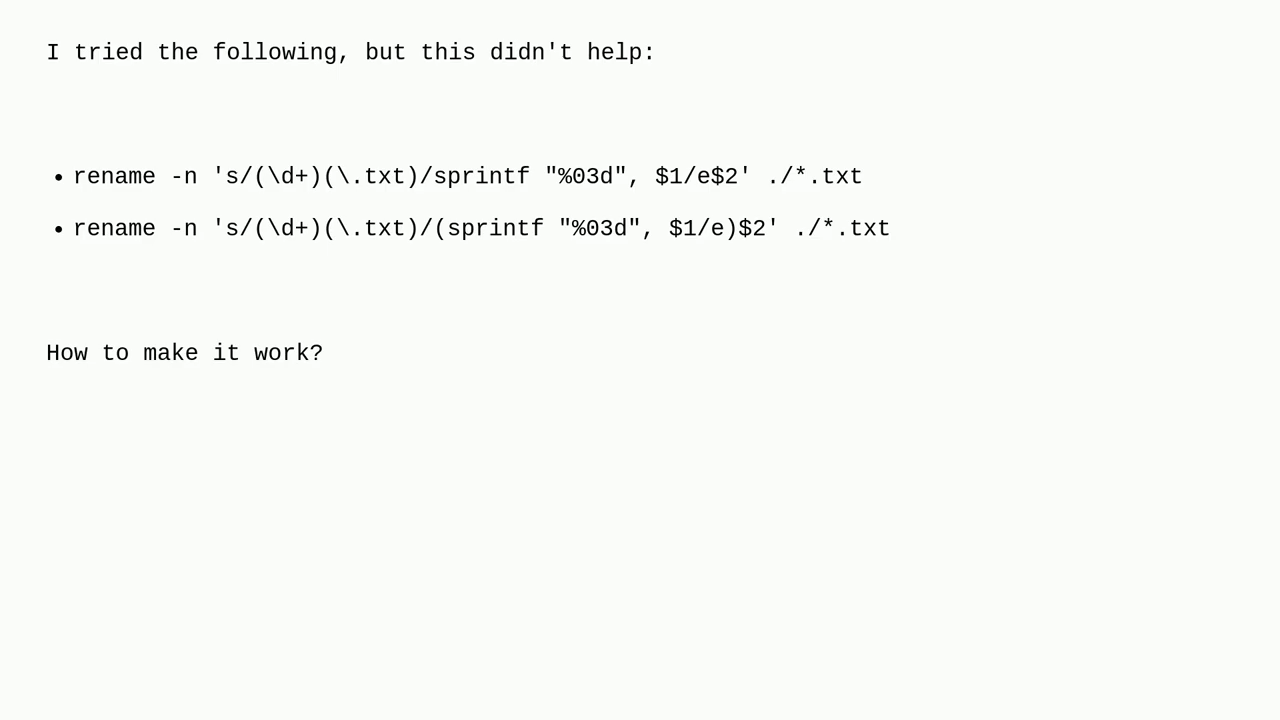 I tried the following, but this didn't help:
• rename -n 's/(\d+)(\.txt)/sprintf "%03d", $1/e$2' ./*.txt
• rename -n 's/(\d+)(\.txt)/(sprintf "%03d", $1/e)$2' ./*.txt
How to make it work?